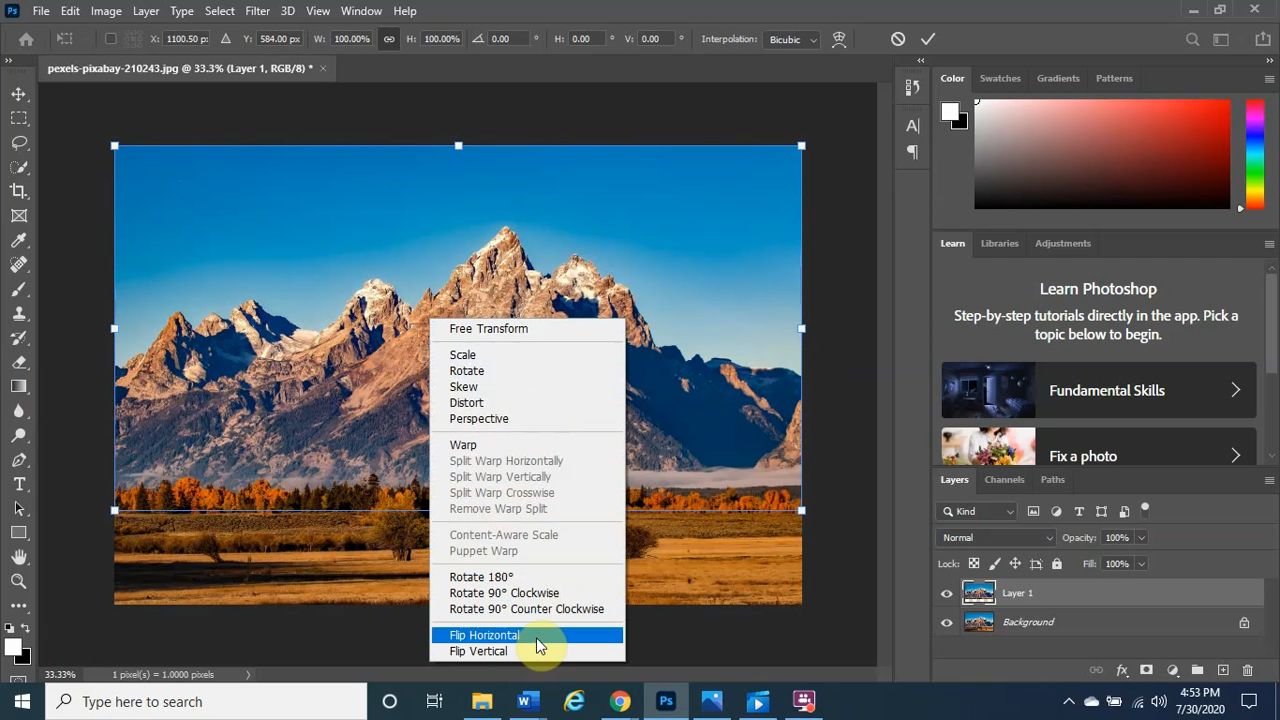 Ps File Edit Image Layer Type Select Filter 3D View Window Help
X: 1100.50 px Y: 584.00 px W: 100.00% H: 100.00% 0.00 ° H: 0.00 ° V: 0.00 ° Interpolation: Bicubic
pexels-pixabay-210243.jpg @ 33.3% (Layer 1, RGB/8) * ×
Color Swatches Gradients Patterns
Learn Libraries Adjustments
Learn Photoshop
Step-by-step tutorials directly in the app. Pick a
topic below to begin.
Fundamental Skills
Fix a photo
Free Transform
Scale
Rotate
Skew
Distort
Perspective
Warp
Split Warp Horizontally
Split Warp Vertically
Split Warp Crosswise
Remove Warp Split
Content-Aware Scale
Puppet Warp
Rotate 180°
Rotate 90° Clockwise
Rotate 90° Counter Clockwise
Flip Horizontal
Flip Vertical
Layers Channels Paths
Kind
Normal Opacity: 100%
Lock: Fill: 100%
Layer 1
Background
33.33% 1 pixel(s) = 1.0000 pixels
Type here to search
4:53 PM
7/30/2020